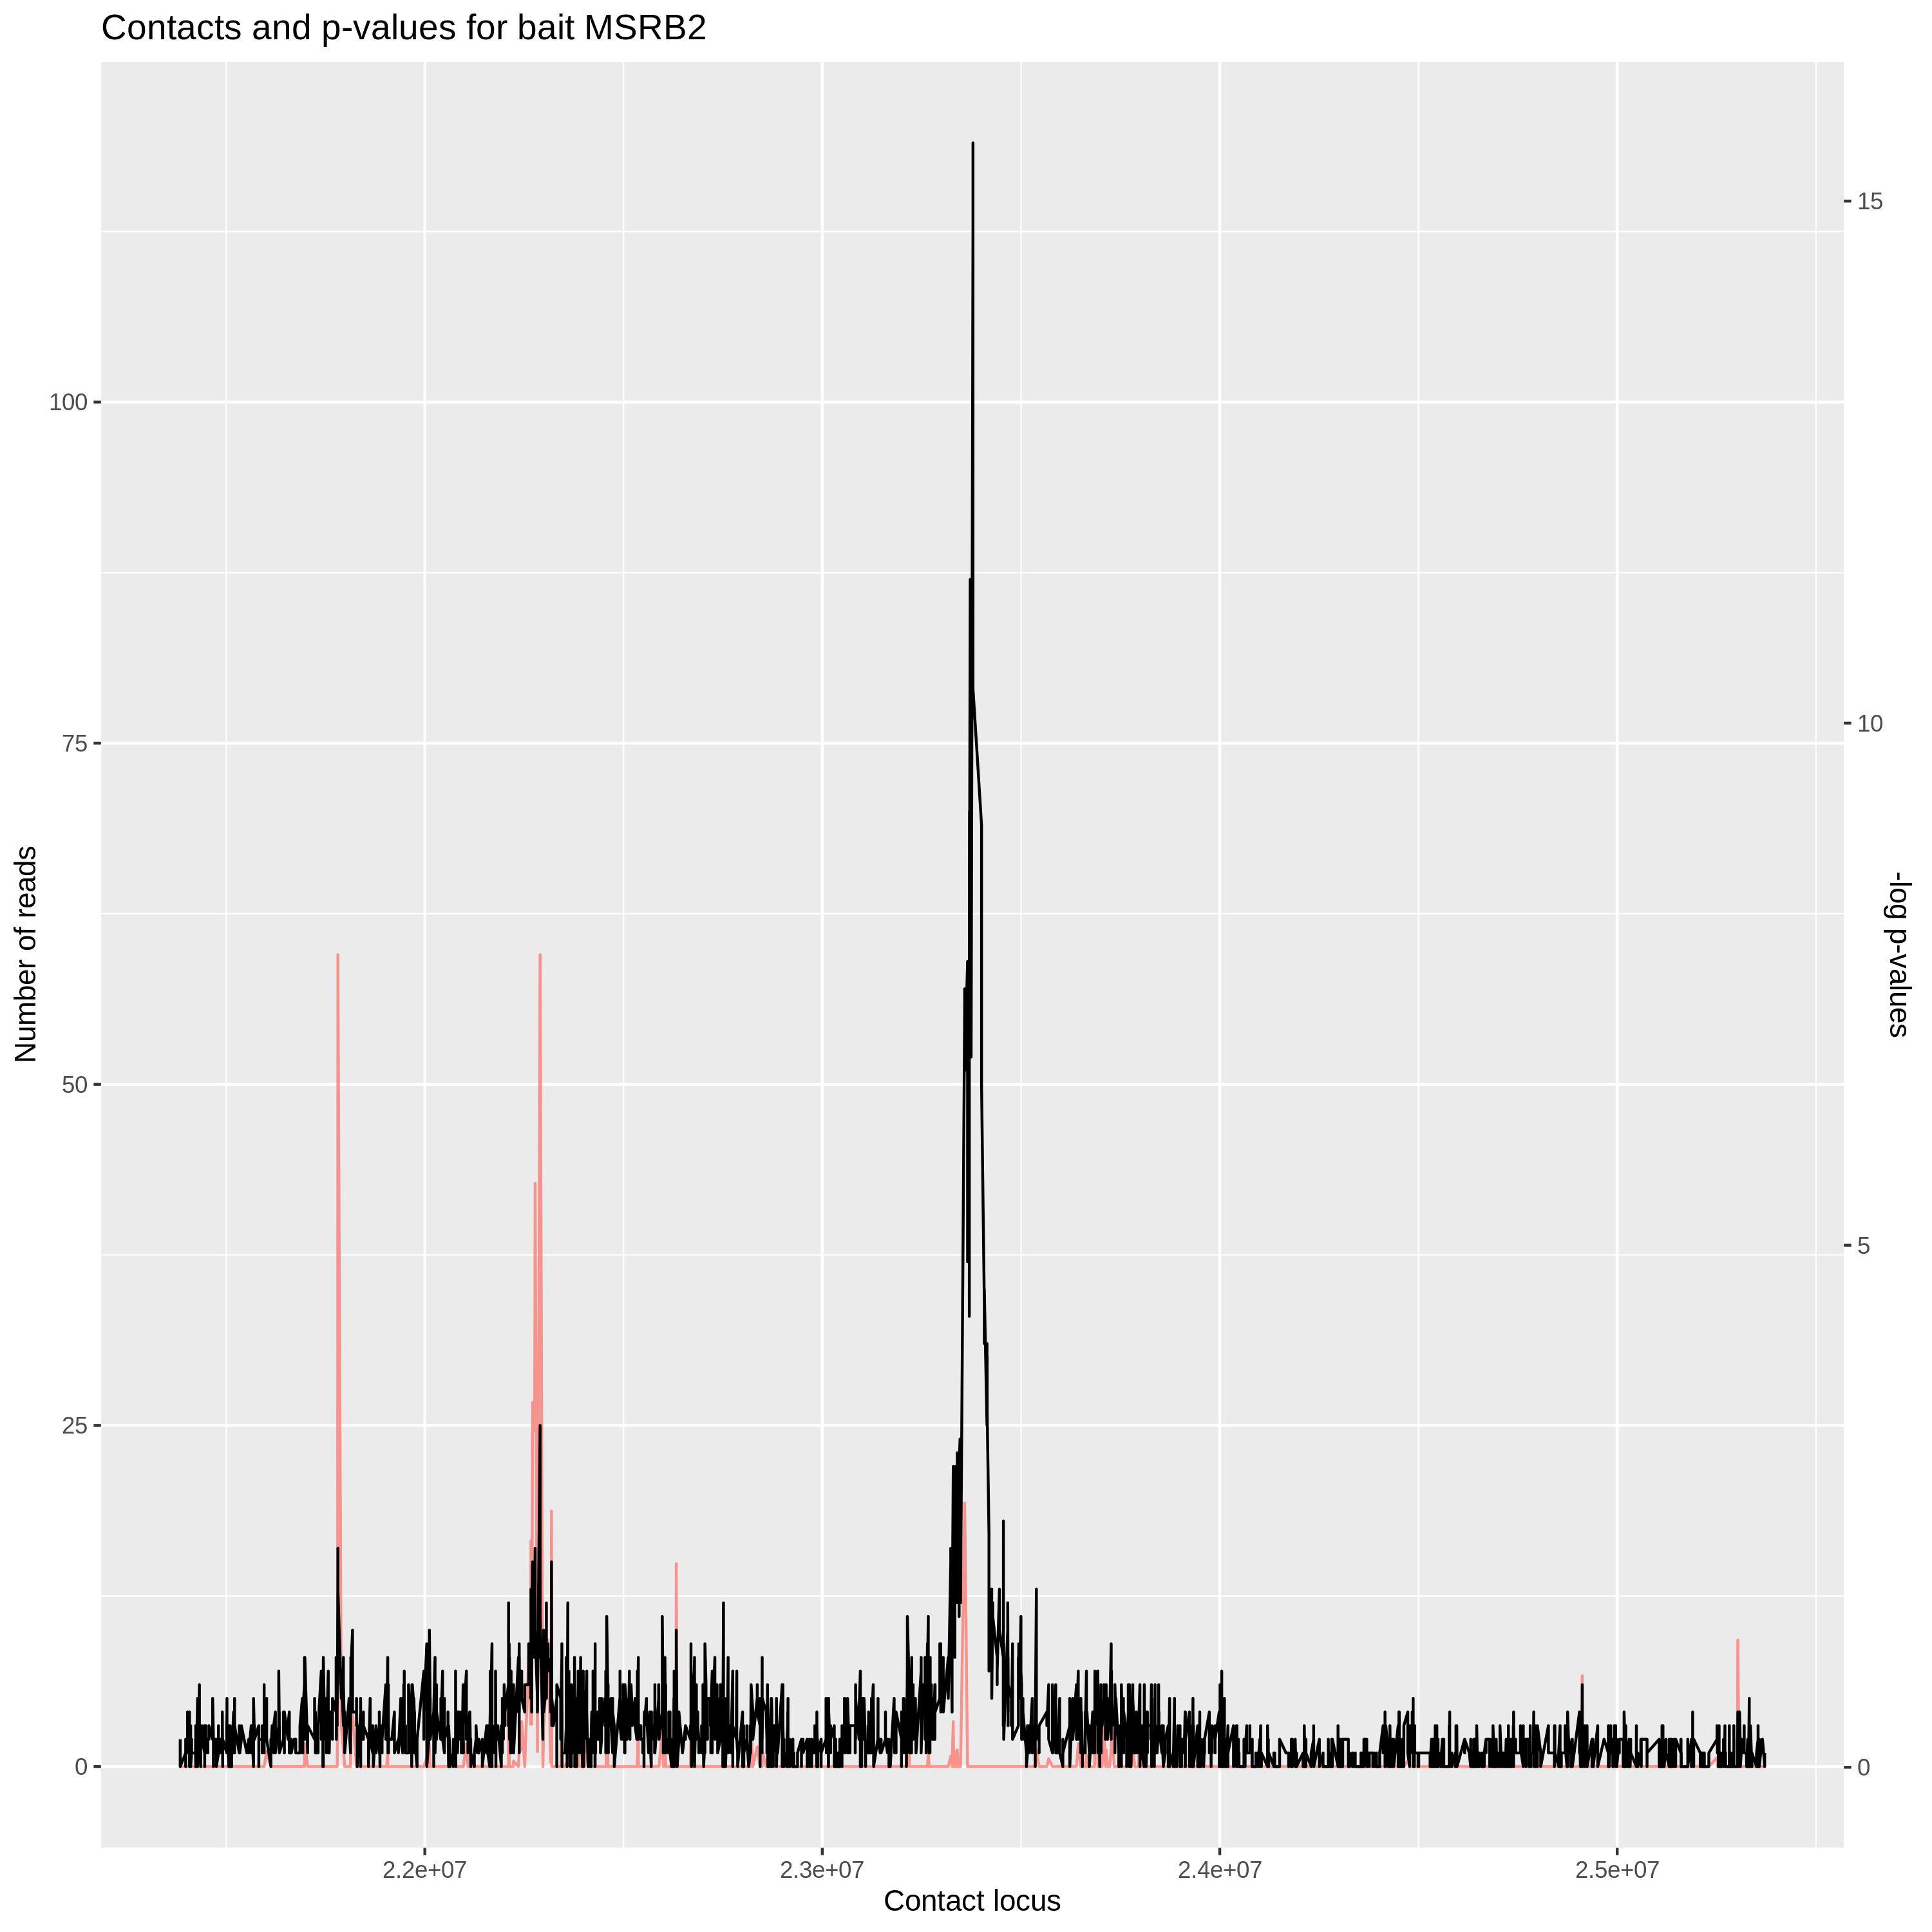 Contacts and p-values for bait MSRB2
Number of reads
100
75
50
25
0
15
10
5
0
-log p-values
2.2e+07
2.3e+07
2.4e+07
2.5e+07
Contact locus